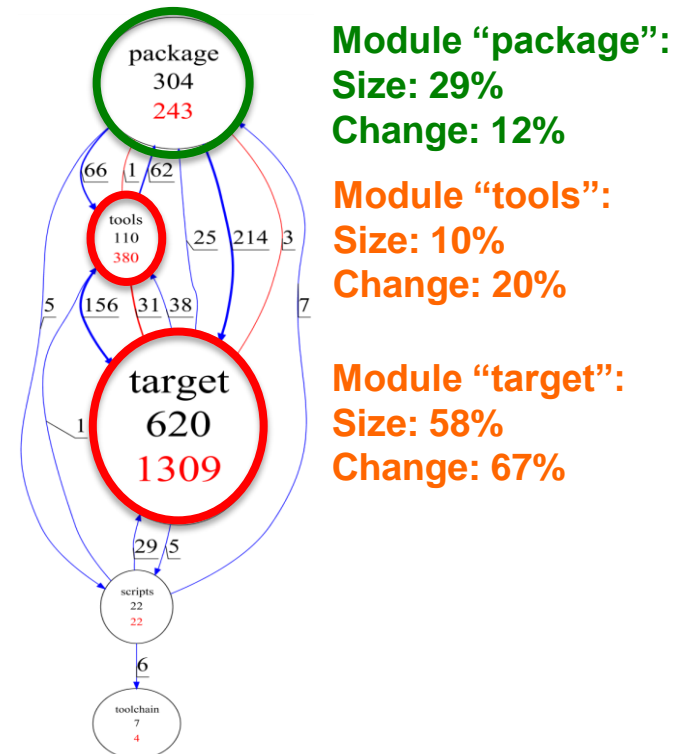 package
304
243
Module “package”:
Size: 29%
Change: 12%
66
1
62
tools
110
380
25
214
3
Module “tools”:
Size: 10%
Change: 20%
5
156
31
38
7
target
620
1309
Module “target”:
Size: 58%
Change: 67%
1
29
5
scripts
22
22
6
toolchain
7
4